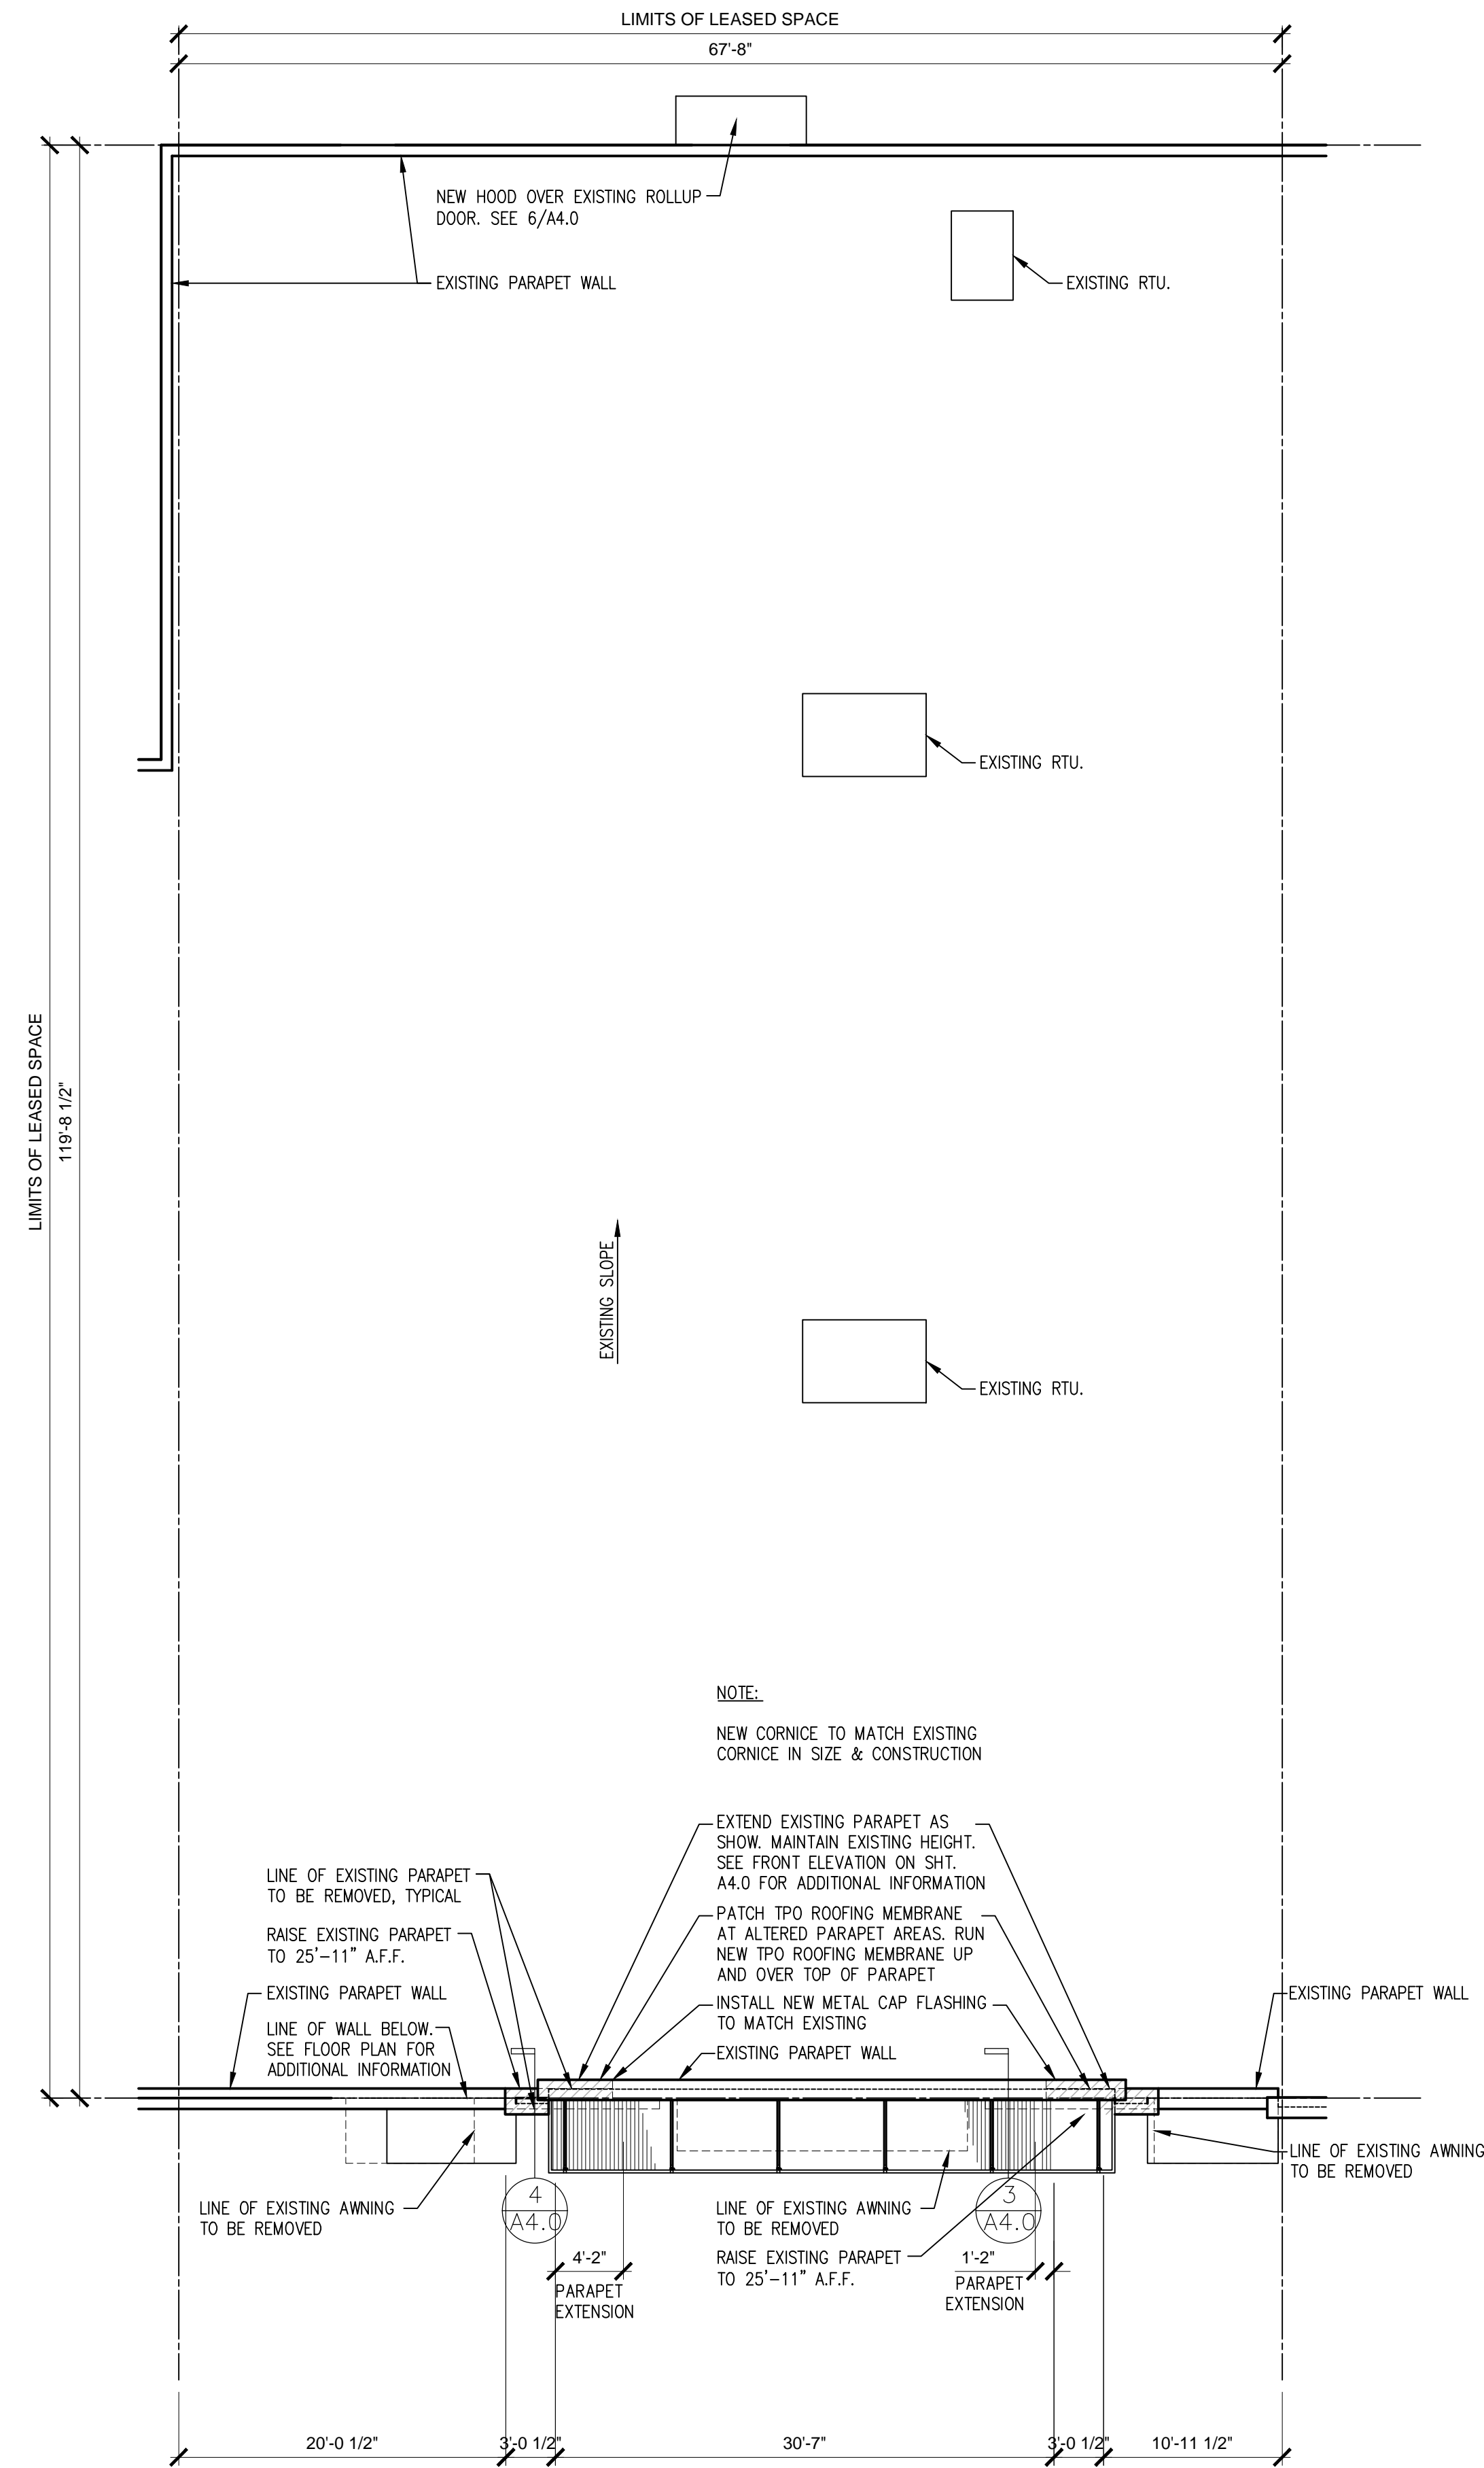 LIMITS OF LEASED SPACE
67'-8"
NEW HOOD OVER EXISTING ROLLUP
DOOR. SEE 6/A4.0
EXISTING PARAPET WALL
EXISTING RTU.
EXISTING RTU.
LIMITS OF LEASED SPACE
119'-8 1/2"
EXISTING SLOPE
EXISTING RTU.
NOTE:
NEW CORNICE TO MATCH EXISTING
CORNICE IN SIZE & CONSTRUCTION
EXTEND EXISTING PARAPET AS
SHOW. MAINTAIN EXISTING HEIGHT.
SEE FRONT ELEVATION ON SHT.
A4.0 FOR ADDITIONAL INFORMATION
LINE OF EXISTING PARAPET
TO BE REMOVED, TYPICAL
PATCH TPO ROOFING MEMBRANE
AT ALTERED PARAPET AREAS. RUN
NEW TPO ROOFING MEMBRANE UP
AND OVER TOP OF PARAPET
RAISE EXISTING PARAPET
TO 25'-11" A.F.F.
EXISTING PARAPET WALL
INSTALL NEW METAL CAP FLASHING
TO MATCH EXISTING
EXISTING PARAPET WALL
LINE OF WALL BELOW.
SEE FLOOR PLAN FOR
ADDITIONAL INFORMATION
EXISTING PARAPET WALL
LINE OF EXISTING AWNING
TO BE REMOVED
LINE OF EXISTING AWNING
TO BE REMOVED
4
A4.0
LINE OF EXISTING AWNING
TO BE REMOVED
3
A4.0
RAISE EXISTING PARAPET
TO 25'-11" A.F.F.
4'-2"
PARAPET
EXTENSION
1'-2"
PARAPET
EXTENSION
20'-0 1/2"
3'-0 1/2"
30'-7"
3'-0 1/2"
10'-11 1/2"